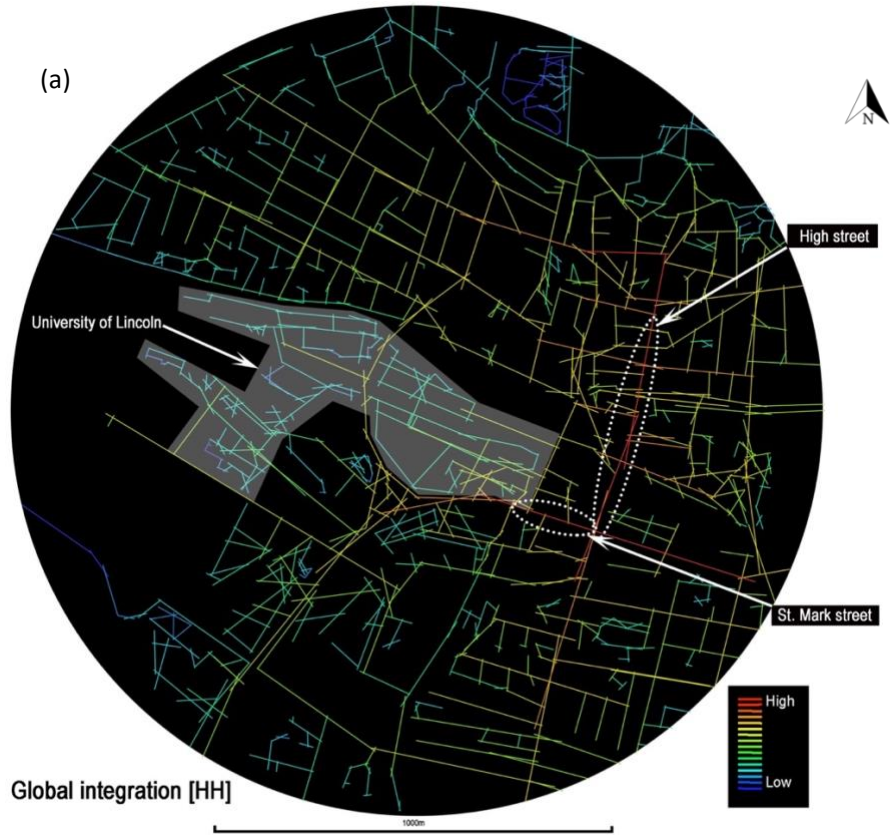 (a)
N
High street
University of Lincoln
St. Mark street
High
Low
Global integration [HH]
1000m